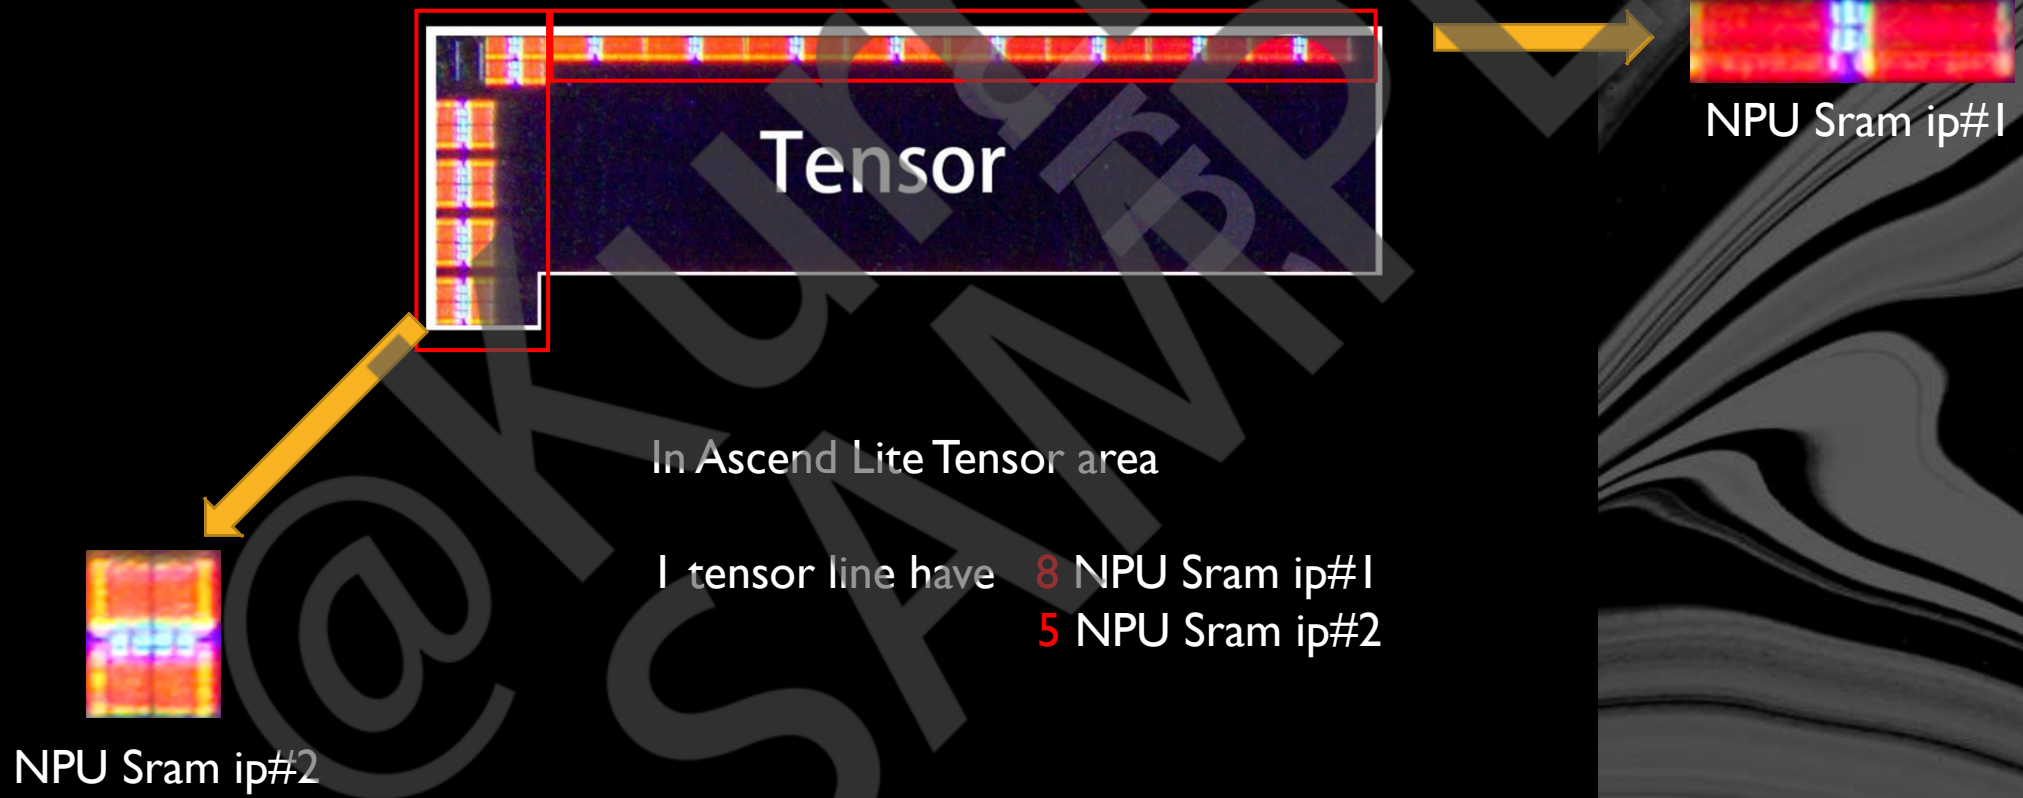 NPU Sram ip#1
Tensor
In Ascend Lite Tensor area
1 tensor line have 8 NPU Sram ip#1
5 NPU Sram ip#2
NPU Sram ip#2
SAMPLE